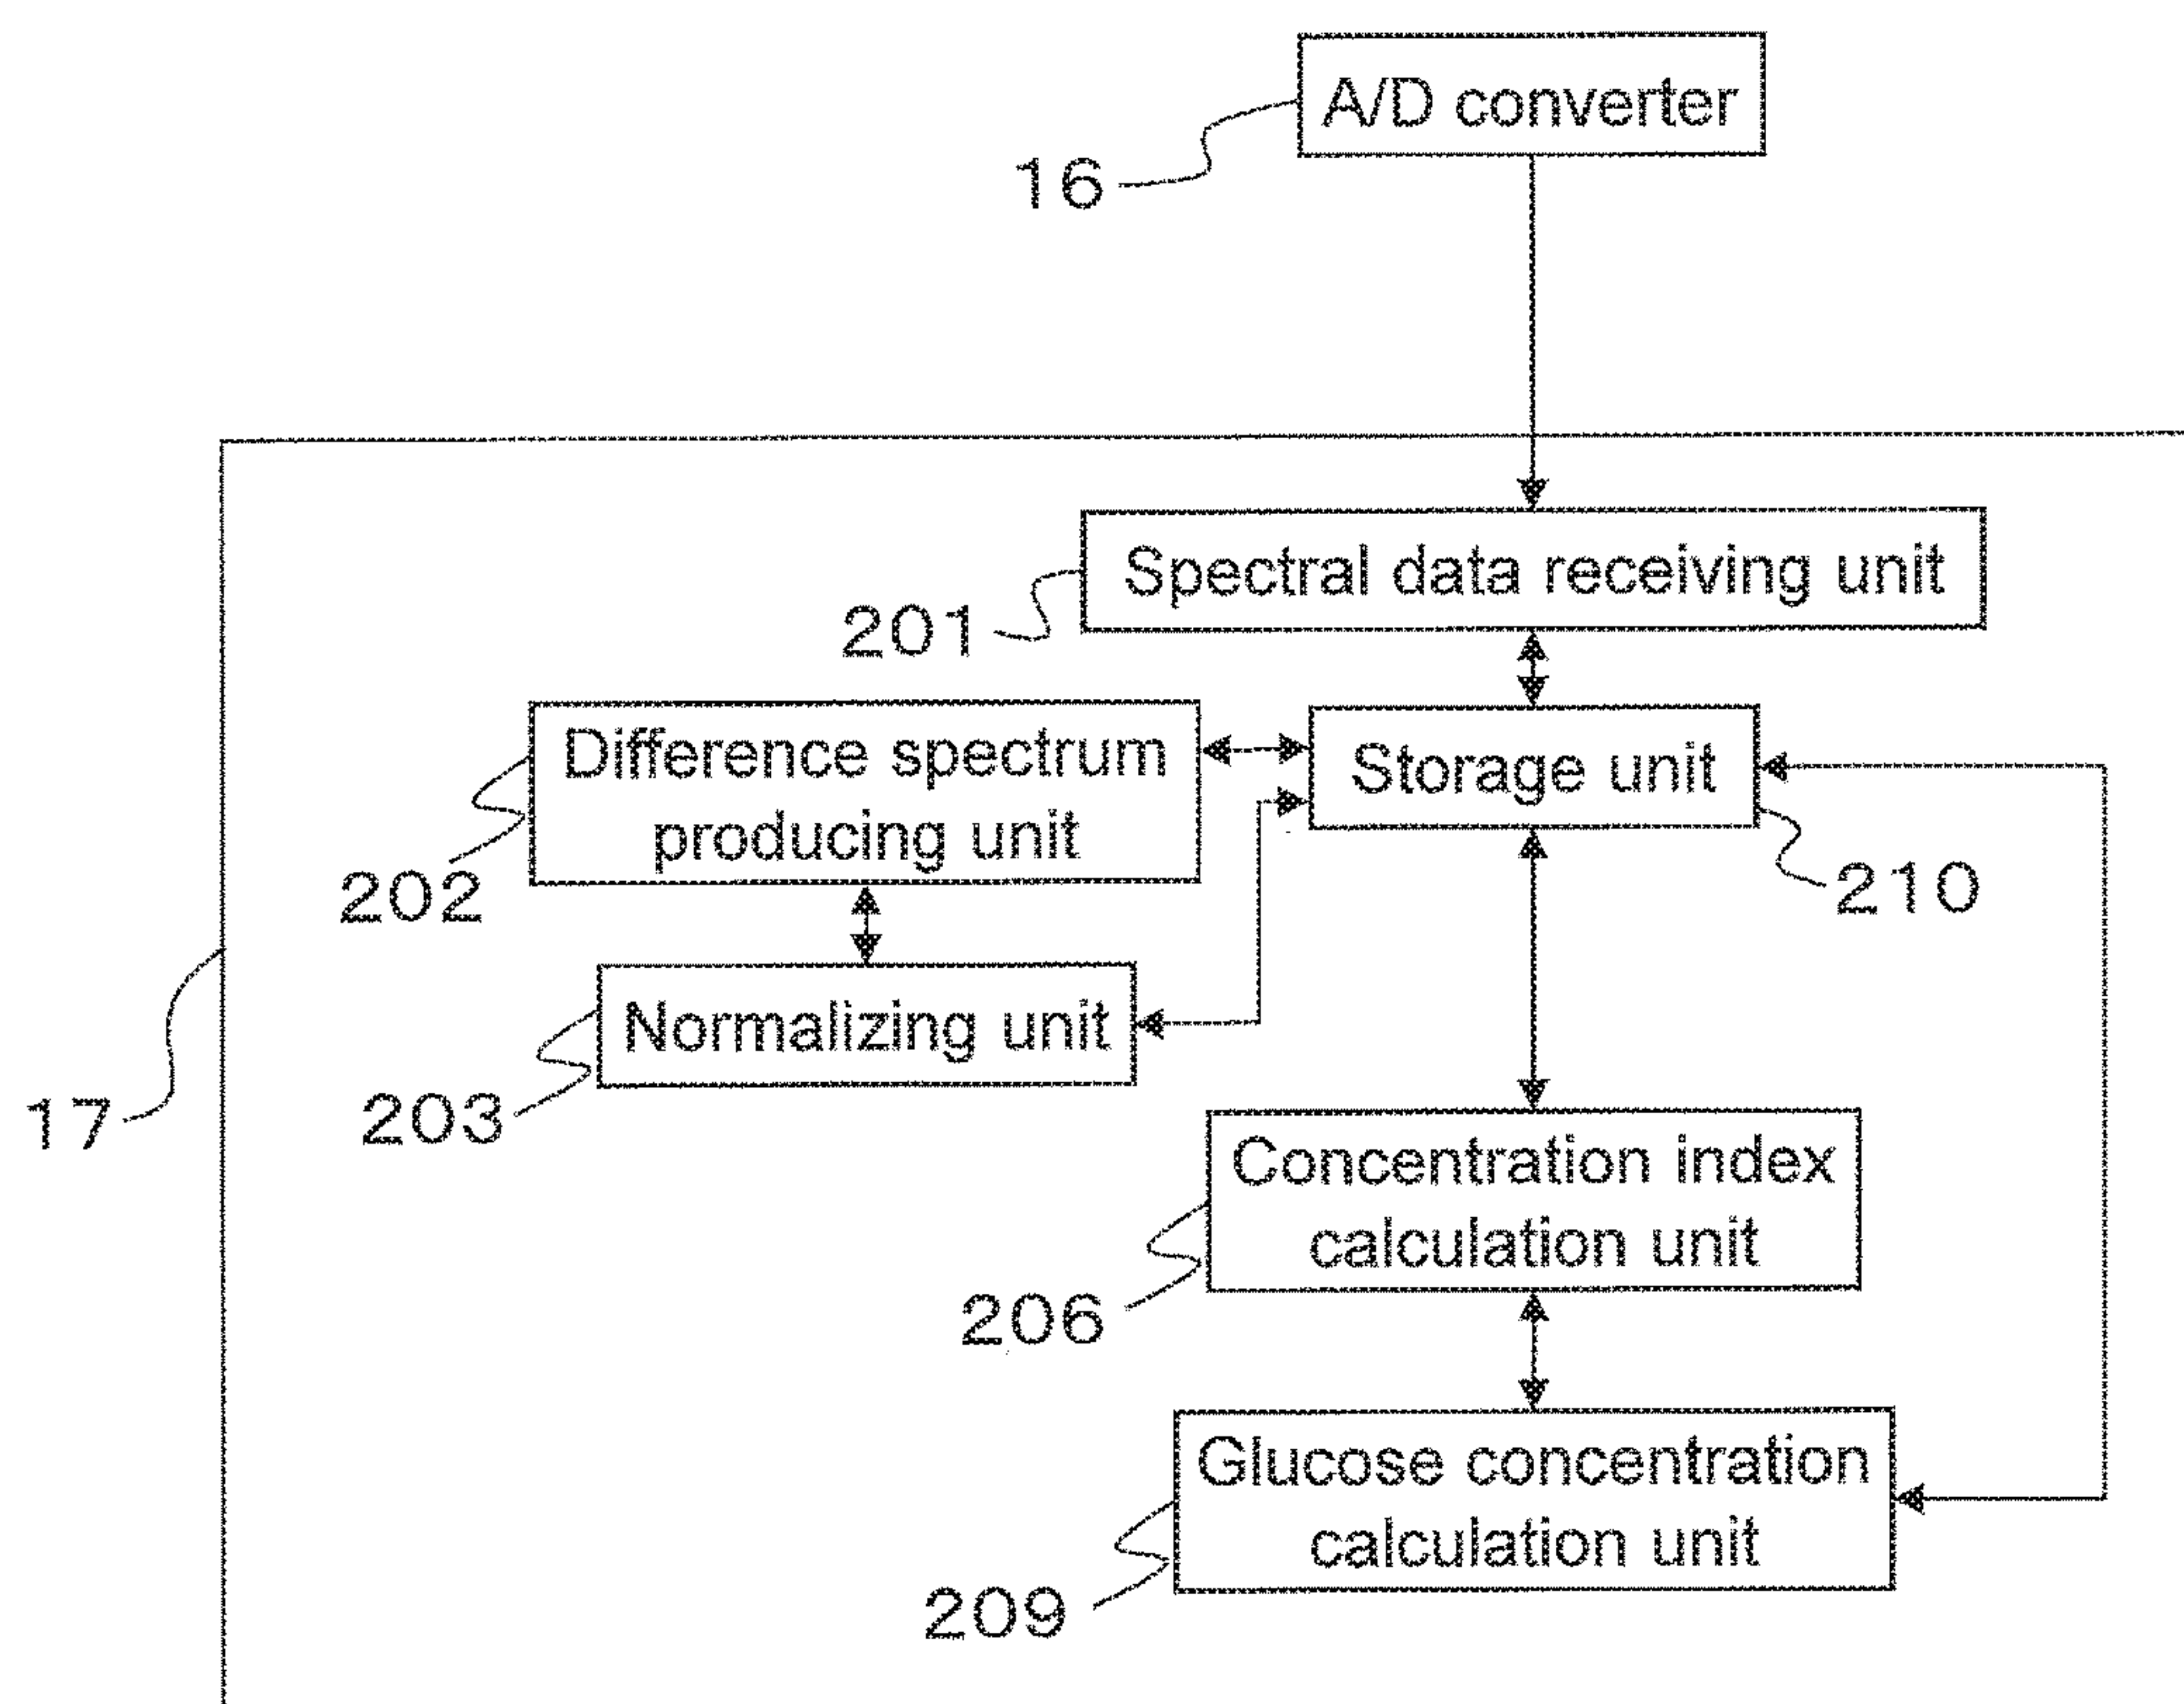 A/D converter
16
Spectral data receiving unit
201
Difference spectrum
producing unit
202
Storage unit
210
Normalizing unit
203
17
Concentration index
calculation unit
206
Glucose concentration
calculation unit
209